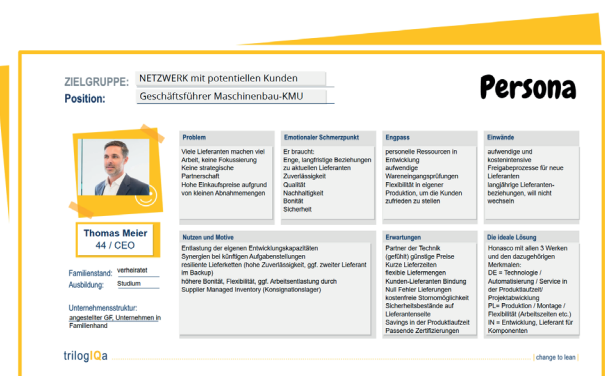 ZIELGRUPPE: NETZWERK mit potentiellen Kunden
Position: Geschäftsführer Maschinenbau-KMU
Persona
Thomas Meier
44 / CEO
Familienstand: verheiratet
Ausbildung: Studium
Unternehmensstruktur:
angestellter GF, Unternehmen in
Familienhand
Problem
Viele Lieferanten machen viel
Arbeit, keine Fokussierung
Keine strategische
Partnerschaft
Hohe Einkaufspreise aufgrund
von kleinen Abnahmemengen
Emotionaler Schmerzpunkt
Er braucht:
Enge, langfristige Beziehungen
zu aktuellen Lieferanten
Zuverlässigkeit
Qualität
Nachhaltigkeit
Bonität
Sicherheit
Engpass
personelle Ressourcen in
Entwicklung
aufwendige
Wareneingangsprüfungen
Flexibilität in eigener
Produktion, um die Kunden
zufrieden zu stellen
Einwände
aufwendige und
kostenintensive
Freigabeprozesse für neue
Lieferanten
langjährige Lieferanten-
beziehungen, will nicht
wechseln
Nutzen und Motive
Entlastung der eigenen Entwicklungskapazitäten
Synergien bei künftigen Aufgabenstellungen
resiliente Lieferketten (hohe Zuverlässigkeit, ggf. zweiter Lieferant
im Backup)
höhere Bonität, Flexibilität, ggf. Arbeitsentlastung durch
Supplier Managed Inventory (Konsignationslager)
Erwartungen
Partner der Technik
(gefühlt) günstige Preise
Kurze Lieferzeiten
flexible Liefermengen
Kunden-Lieferanten Bindung
Null Fehler Lieferungen
kostenfreie Stornomöglichkeit
Sicherheitsbestände auf
Lieferantenseite
Savings in der Produktlaufzeit
Passende Zertifizierungen
Die ideale Lösung
Honasco mit allen 3 Werken
und den dazugehörigen
Merkmalen:
DE = Technologie /
Automatisierung / Service in
der Produktlaufzeit/
Projektabwicklung
PL= Produktion / Montage /
Flexibilität (Arbeitszeiten etc.)
IN = Entwicklung, Lieferant für
Komponenten
trilogIQa
| change to lean |